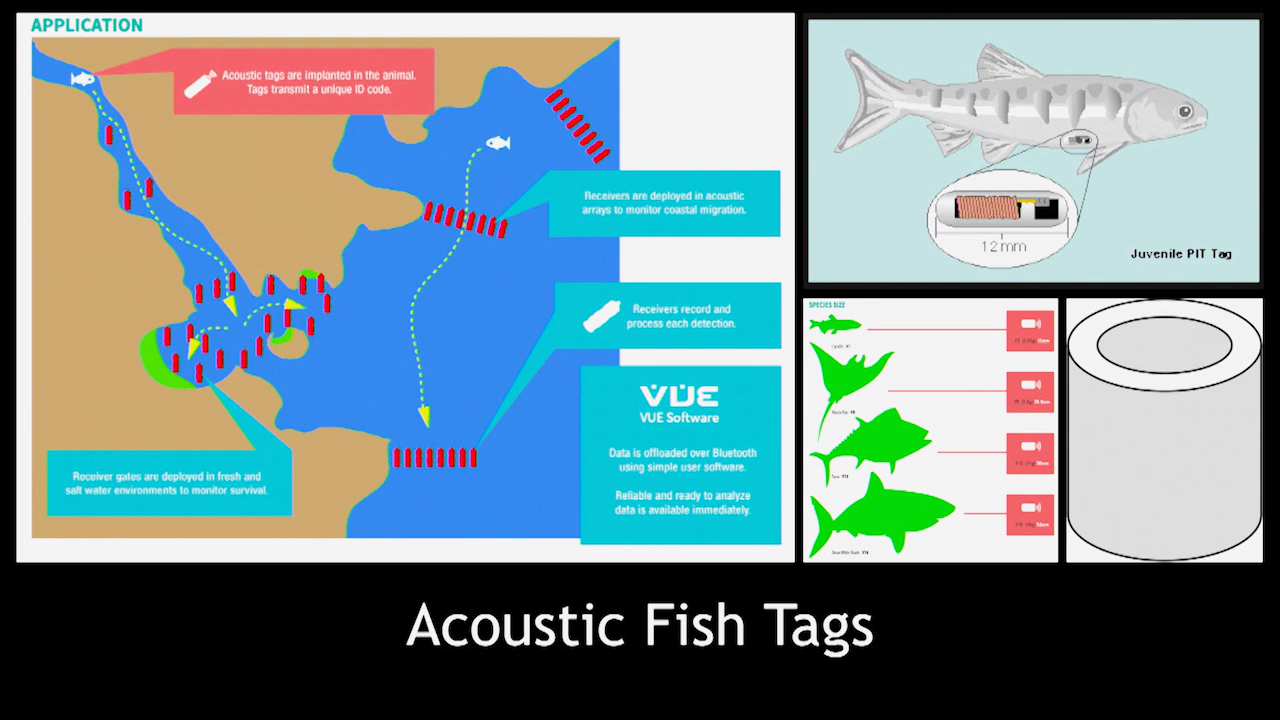 APPLICATION
Acoustic tags are implanted in the animal.
Tags transmit a unique ID code.
Receivers are deployed in acoustic
arrays to monitor coastal migration.
Receivers record and
process each detection.
VUE
VUE Software
Data is offloaded over Bluetooth
using simple user software.
Reliable and ready to analyze
data is available immediately.
Receiver gates are deployed in fresh and
salt water environments to monitor survival.
12 mm
Juvenile PIT Tag
SPECIES SIZE
Acoustic Fish Tags